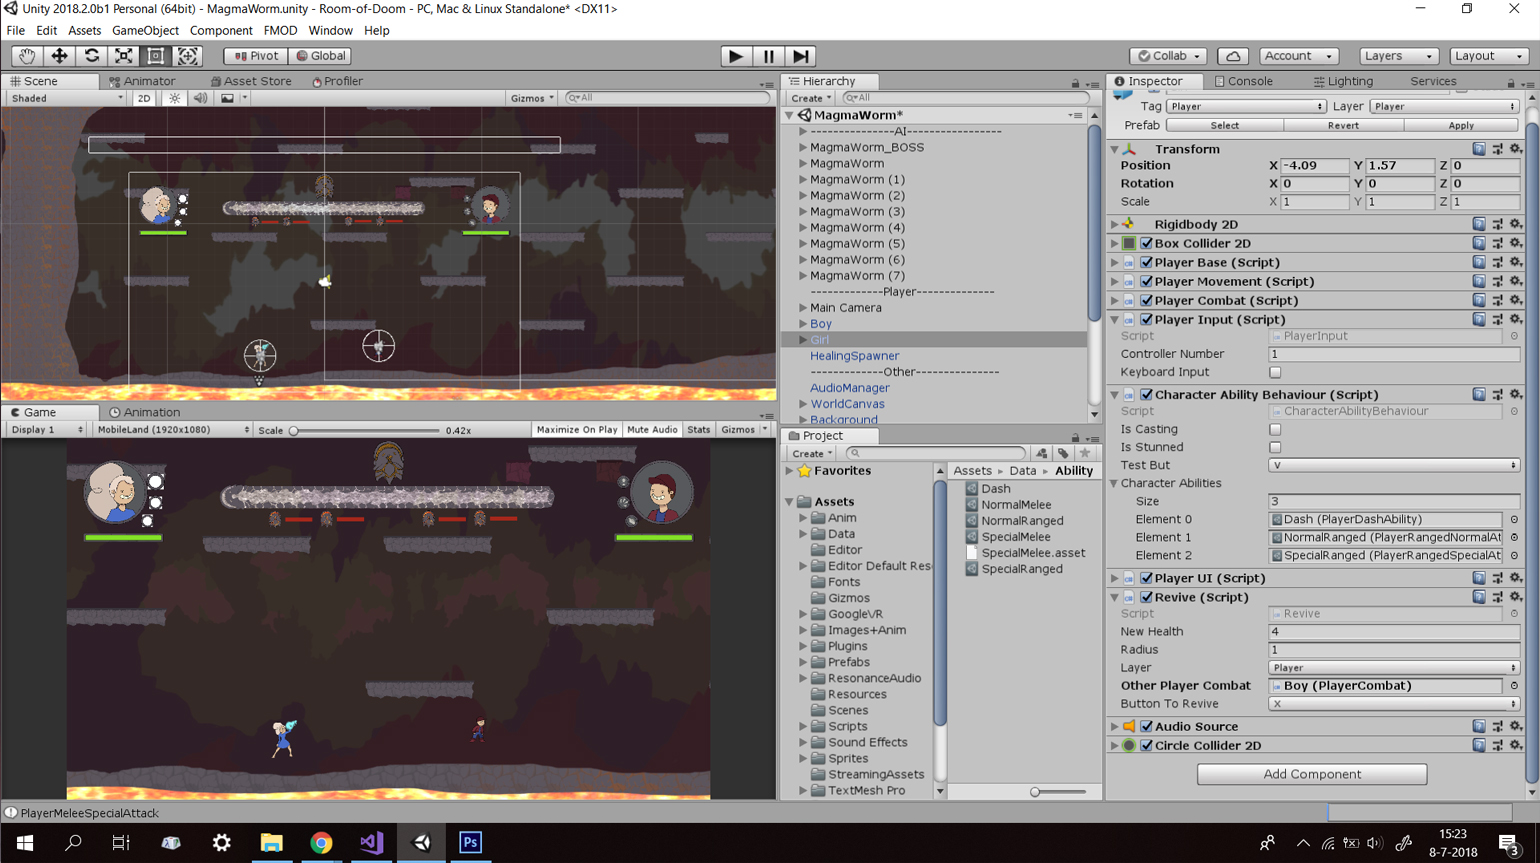 Unity 2018.2.0b1 Personal (64bit) - MagmaWorm.unity - Room-of-Doom - PC, Mac & Linux Standalone* <DX11>
File Edit Assets GameObject Component FMOD Window Help
Pivot Global Collab Account Layers Layout
Scene Animator Asset Store Profiler
Shaded 2D Gizmos All
Game Animation
Display 1 MobileLand (1920x1080) Scale 0.42x Maximize On Play Mute Audio Stats Gizmos
Hierarchy
Create All
MagmaWorm*
---------------AI-----------------
MagmaWorm_BOSS
MagmaWorm
MagmaWorm (1)
MagmaWorm (2)
MagmaWorm (3)
MagmaWorm (4)
MagmaWorm (5)
MagmaWorm (6)
MagmaWorm (7)
-------------Player--------------
Main Camera
Boy
Girl
HealingSpawner
-------------Other---------------
AudioManager
WorldCanvas
Background
Project
Create
Favorites
Assets
Anim
Data
Editor
Editor Default Res
Fonts
Gizmos
GoogleVR
Images+Anim
Plugins
Prefabs
ResonanceAudio
Resources
Scenes
Scripts
Sound Effects
Sprites
StreamingAssets
TextMesh Pro
Assets Data Ability
Dash
NormalMelee
NormalRanged
SpecialMelee
SpecialMelee.asset
SpecialRanged
Inspector Console Lighting Services
Tag Player Layer Player
Prefab Select Revert Apply
Transform
Position X -4.09 Y 1.57 Z 0
Rotation X 0 Y 0 Z 0
Scale X 1 Y 1 Z 1
Rigidbody 2D
Box Collider 2D
Player Base (Script)
Player Movement (Script)
Player Combat (Script)
Player Input (Script)
Script PlayerInput
Controller Number 1
Keyboard Input
Character Ability Behaviour (Script)
Script CharacterAbilityBehaviour
Is Casting
Is Stunned
Test But V
Character Abilities
Size 3
Element 0 Dash (PlayerDashAbility)
Element 1 NormalRanged (PlayerRangedNormalAt
Element 2 SpecialRanged (PlayerRangedSpecialAt
Player UI (Script)
Revive (Script)
Script Revive
New Health 4
Radius 1
Layer Player
Other Player Combat Boy (PlayerCombat)
Button To Revive X
Audio Source
Circle Collider 2D
Add Component
PlayerMeleeSpecialAttack
Ps
15:23
8-7-2018
3